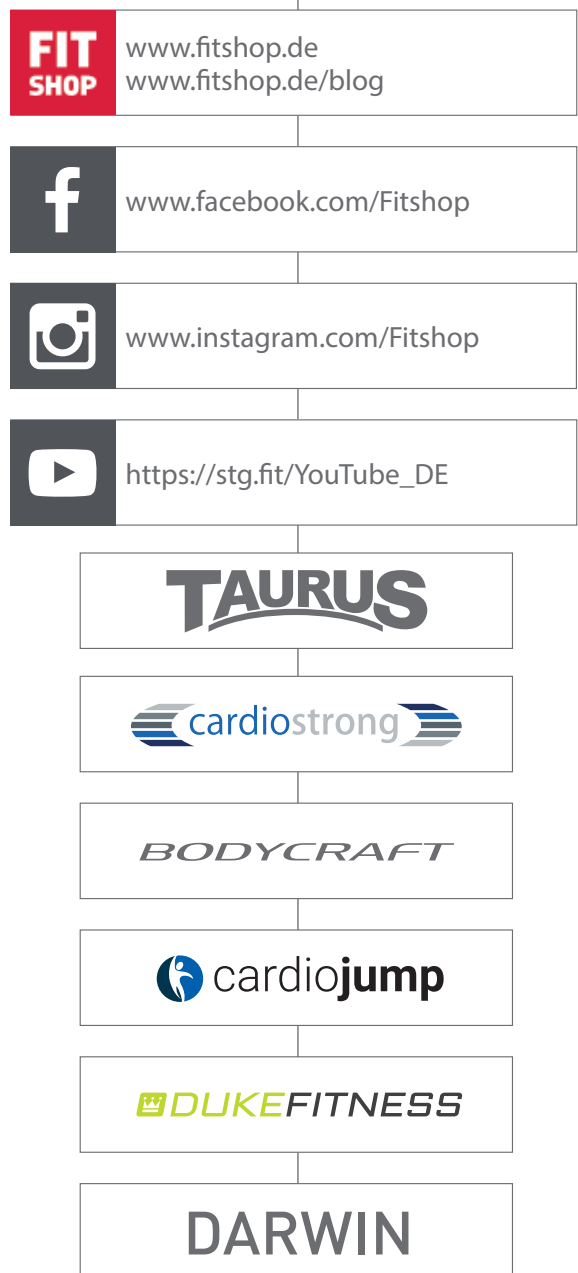 FIT
SHOP
www.fitshop.de
www.fitshop.de/blog
f
www.facebook.com/Fitshop
www.instagram.com/Fitshop
https://stg.fit/YouTube_DE
TAURUS
cardiostrong
BODYCRAFT
cardiojump
DUKEFITNESS
DARWIN